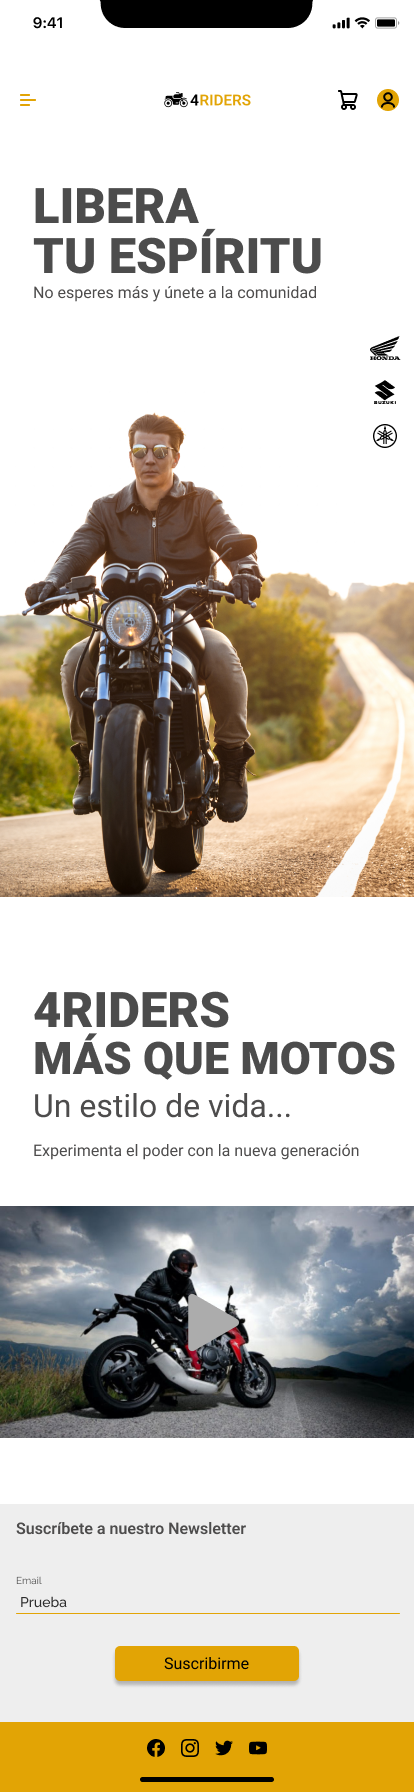 9:41
4RIDERS
LIBERA
TU ESPÍRITU
No esperes más y únete a la comunidad
HONDA
SUZUKI
4RIDERS
MÁS QUE MOTOS
Un estilo de vida...
Experimenta el poder con la nueva generación
Suscríbete a nuestro Newsletter
Email
Prueba
Suscribirme